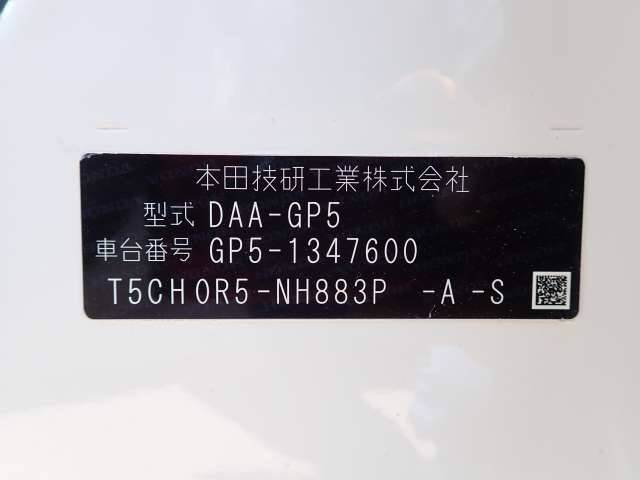 本田技研工業株式会社
型式 DAA-GP5
車台番号 GP5-1347600
T5CH0R5-NH883P -A -S